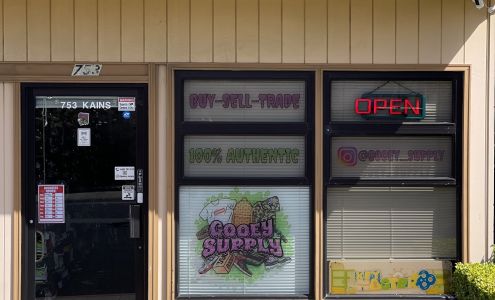 753
753 KAINS
BUY-SELL-TRADE
OPEN
100% AUTHENTIC
@GOOEY_SUPPLY
GOOEY
SUPPLY